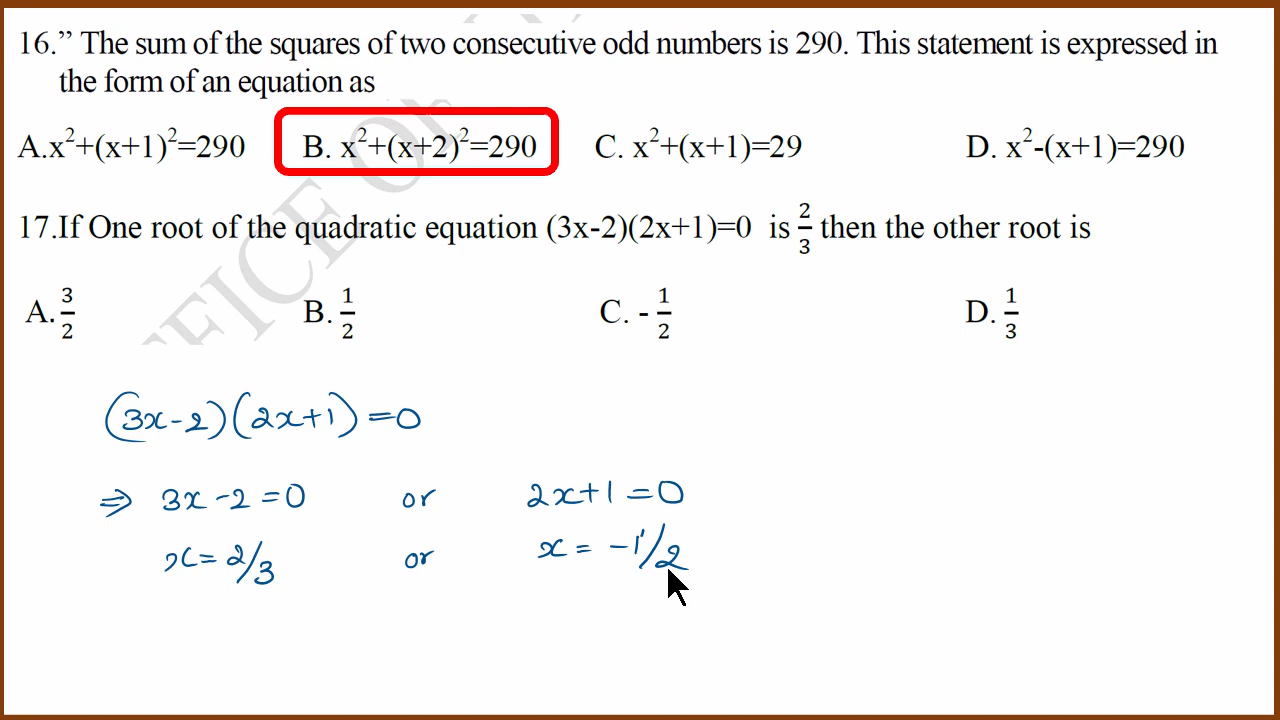 16.” The sum of the squares of two consecutive odd numbers is 290. This statement is expressed in
the form of an equation as
A.x²+(x+1)²=290 B. x²+(x+2)²=290 C. x²+(x+1)=29 D. x²-(x+1)=290
17.If One root of the quadratic equation (3x-2)(2x+1)=0 is 2/3 then the other root is
A. 3/2 B. 1/2 C. - 1/2 D. 1/3
(3x-2)(2x+1)=0
⇒ 3x-2=0 or 2x+1=0
x=2/3 or x=-1/2